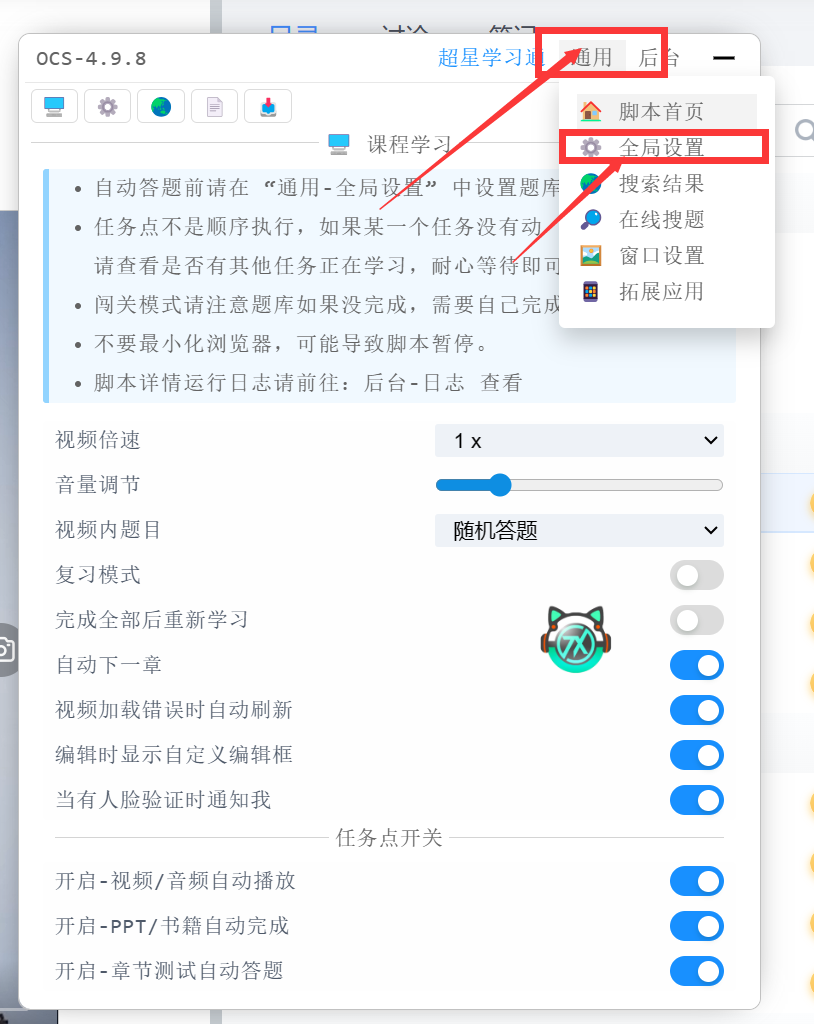 目录 讨论 笔记
OCS-4.9.8 超星学习通 通用 后台
脚本首页
全局设置
搜索结果
在线搜题
窗口设置
拓展应用
课程学习
自动答题前请在 “通用-全局设置” 中设置题库
任务点不是顺序执行，如果某一个任务没有动
请查看是否有其他任务正在学习，耐心等待即可
闯关模式请注意题库如果没完成，需要自己完成
不要最小化浏览器，可能导致脚本暂停。
脚本详情运行日志请前往：后台-日志 查看
视频倍速 1 x
音量调节
视频内题目 随机答题
复习模式
完成全部后重新学习
自动下一章
视频加载错误时自动刷新
编辑时显示自定义编辑框
当有人脸验证时通知我
任务点开关
开启-视频/音频自动播放
开启-PPT/书籍自动完成
开启-章节测试自动答题
7X